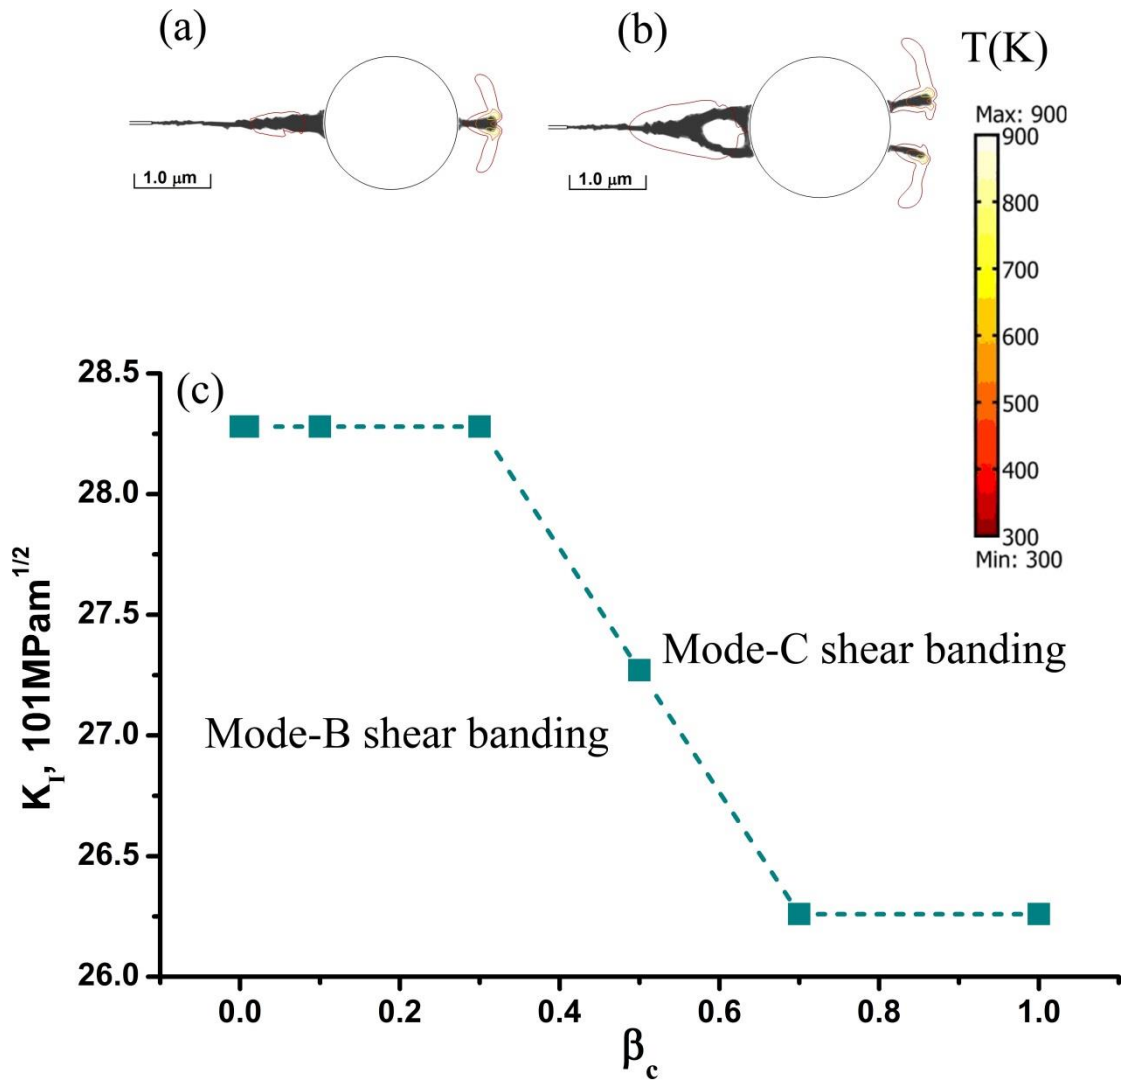 (a)
(b)
T(K)
1.0 μm
1.0 μm
Max: 900
900
800
700
600
500
400
300
Min: 300
(c)
28.5
28.0
27.5
27.0
26.5
26.0
K_I, 101MPam^{1/2}
Mode-C shear banding
Mode-B shear banding
0.0 0.2 0.4 0.6 0.8 1.0
β_c